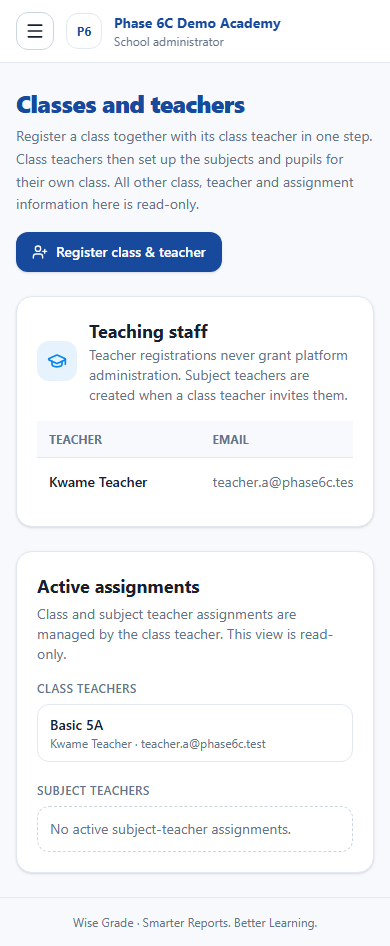 P6
Phase 6C Demo Academy
School administrator
Classes and teachers
Register a class together with its class teacher in one step.
Class teachers then set up the subjects and pupils for
their own class. All other class, teacher and assignment
information here is read-only.
Register class & teacher
Teaching staff
Teacher registrations never grant platform
administration. Subject teachers are
created when a class teacher invites them.
TEACHER EMAIL
Kwame Teacher teacher.a@phase6c.tes
Active assignments
Class and subject teacher assignments are
managed by the class teacher. This view is read-
only.
CLASS TEACHERS
Basic 5A
Kwame Teacher · teacher.a@phase6c.test
SUBJECT TEACHERS
No active subject-teacher assignments.
Wise Grade · Smarter Reports. Better Learning.